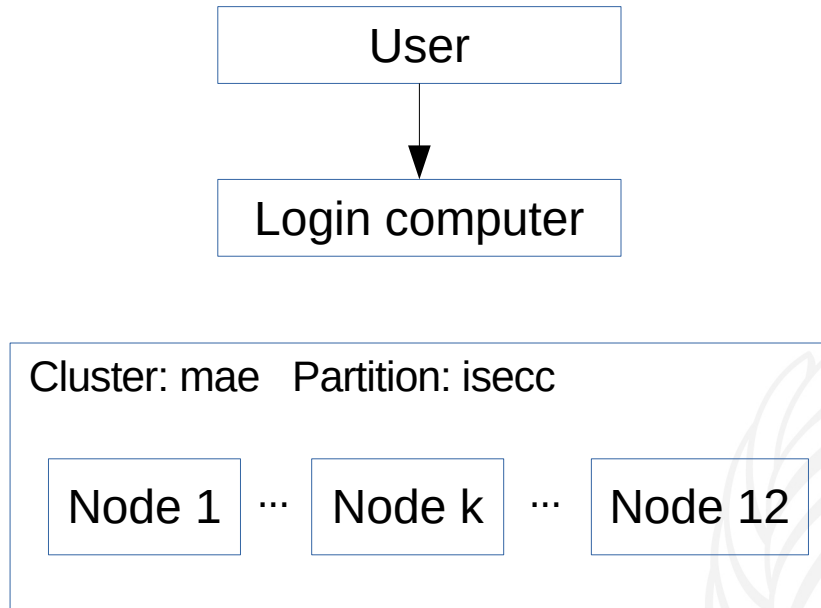 User
Login computer
Cluster: mae Partition: isecc
Node 1 ... Node k ... Node 12